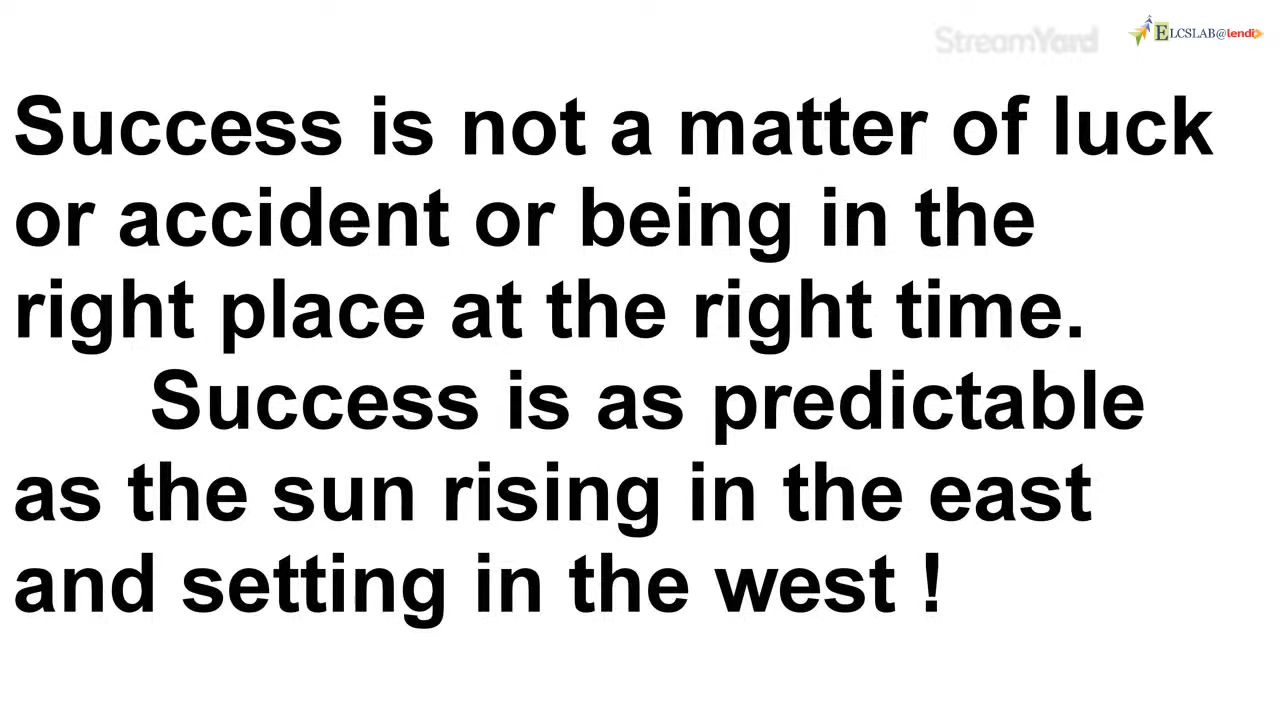 StreamYard
ELCSLAB@lendi
Success is not a matter of luck
or accident or being in the
right place at the right time.
Success is as predictable
as the sun rising in the east
and setting in the west !